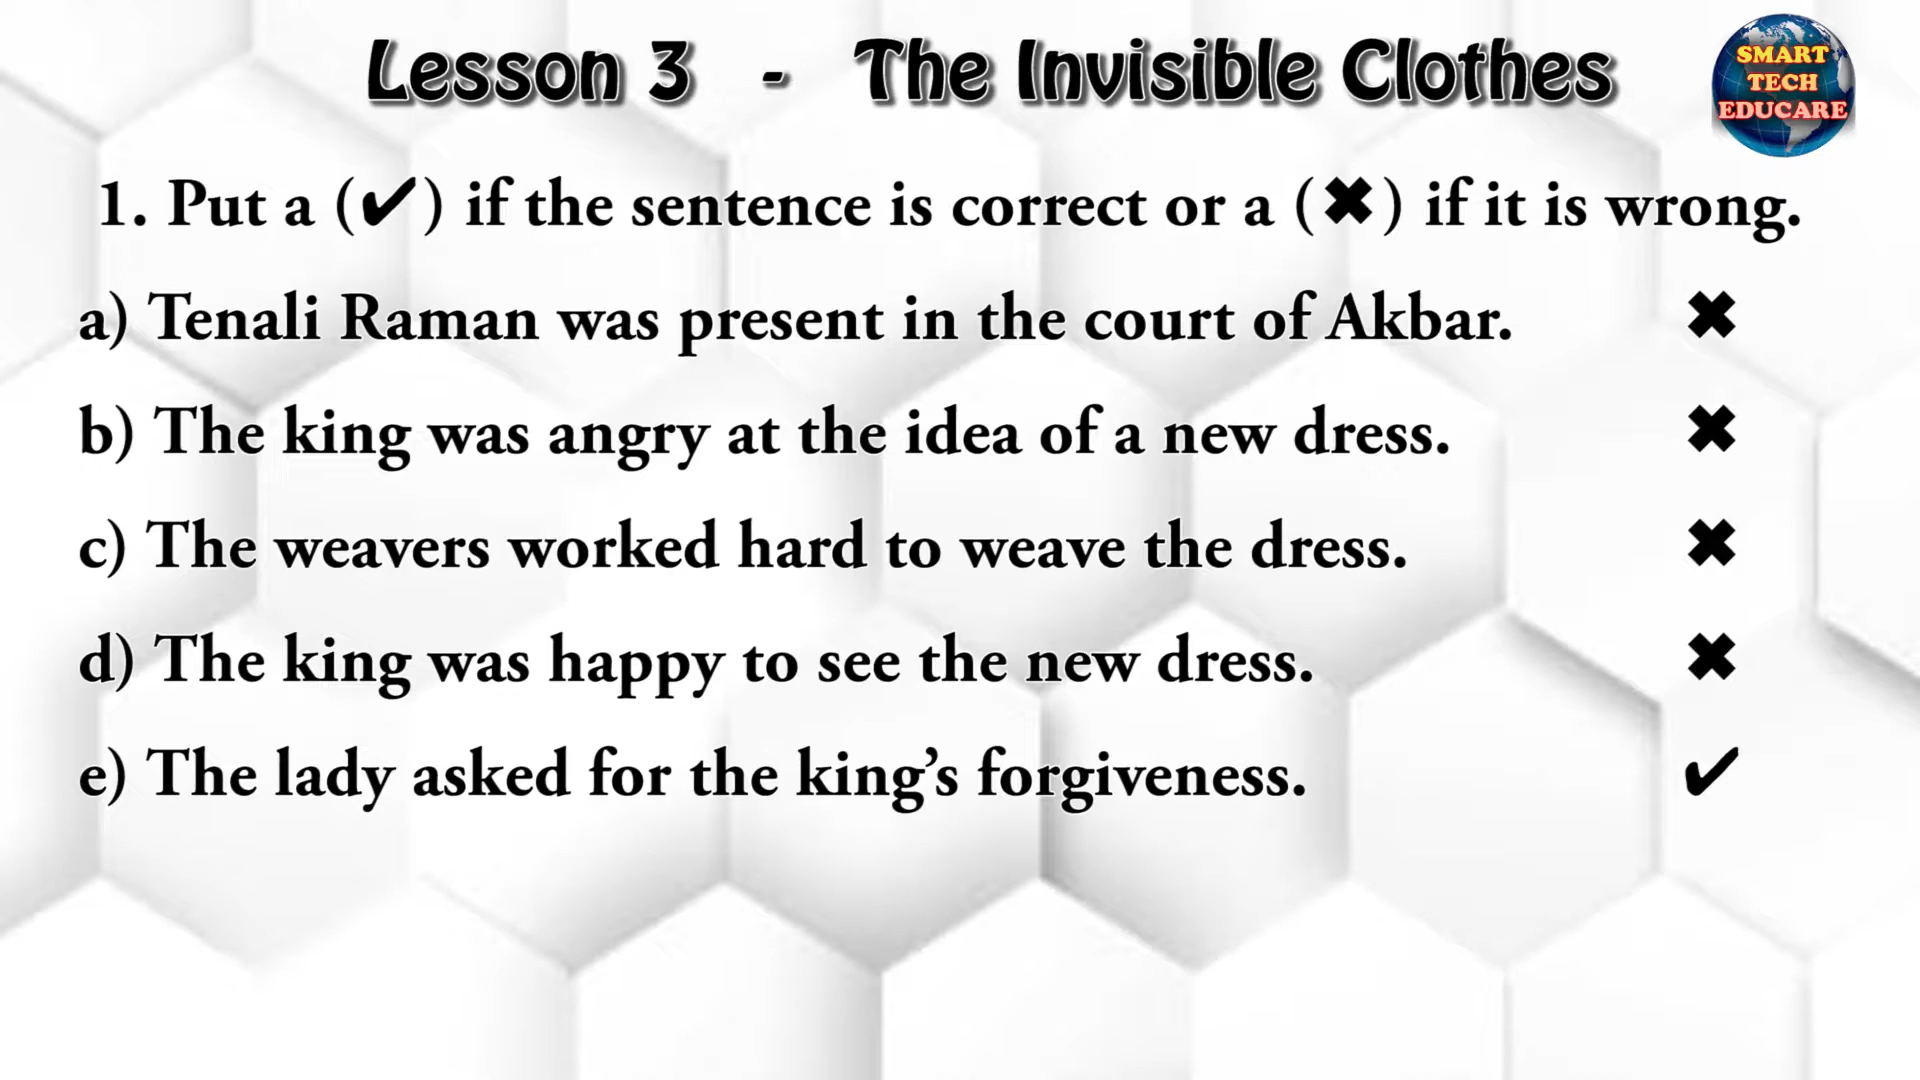 Lesson 3 - The Invisible Clothes
SMART
TECH
EDUCARE
1. Put a (✔) if the sentence is correct or a (✖) if it is wrong.
a) Tenali Raman was present in the court of Akbar. ✖
b) The king was angry at the idea of a new dress. ✖
c) The weavers worked hard to weave the dress. ✖
d) The king was happy to see the new dress. ✖
e) The lady asked for the king’s forgiveness. ✔